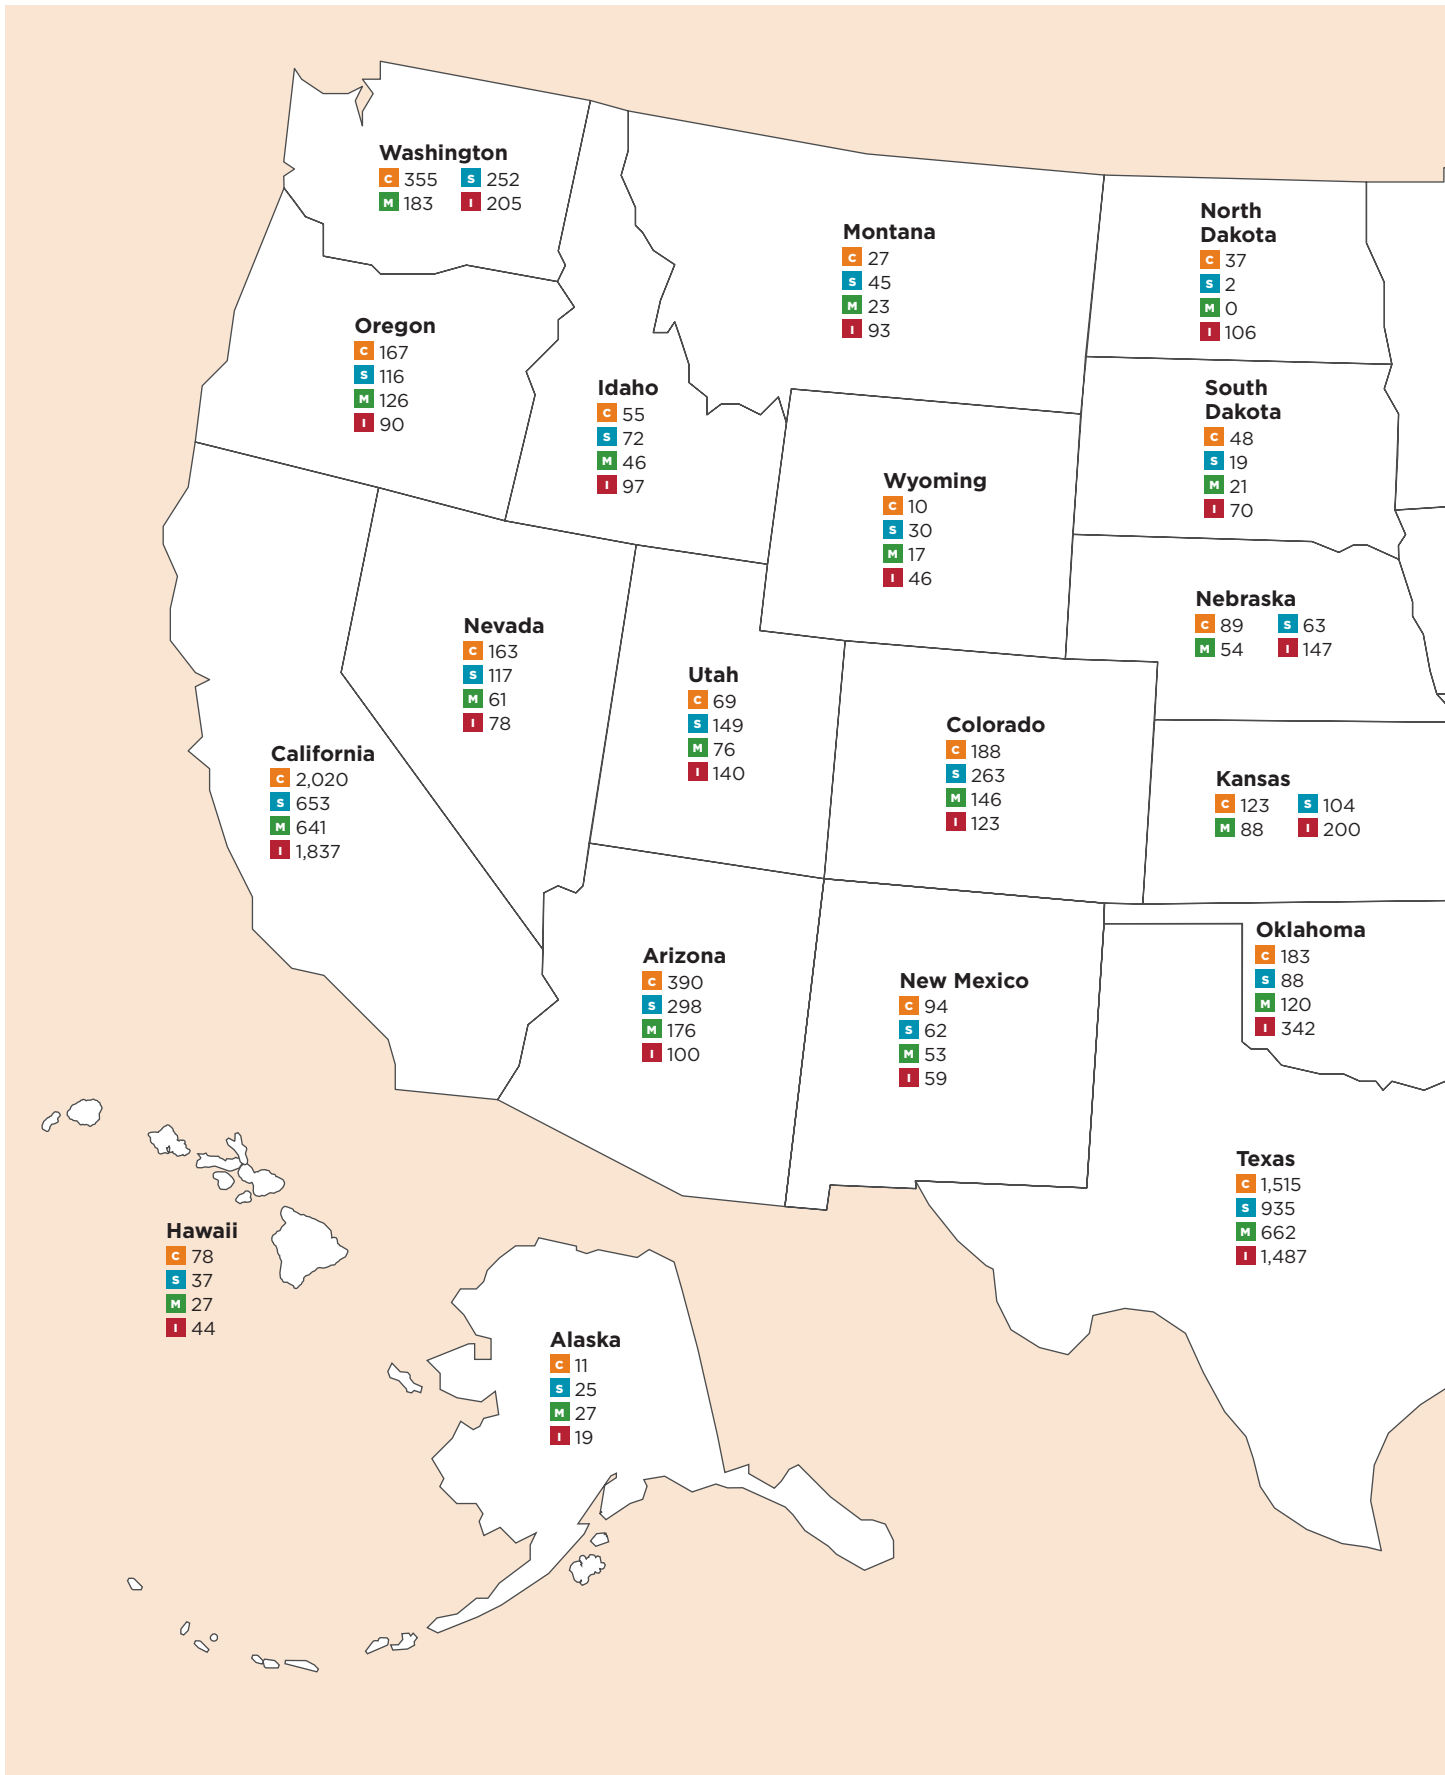 Washington
C 355 S 252
M 183 I 205
Montana
C 27
S 45
M 23
I 93
North
Dakota
C 37
S 2
M 0
I 106
Oregon
C 167
S 116
M 126
I 90
Idaho
C 55
S 72
M 46
I 97
South
Dakota
C 48
S 19
M 21
I 70
Wyoming
C 10
S 30
M 17
I 46
Nebraska
C 89 S 63
M 54 I 147
Nevada
C 163
S 117
M 61
I 78
Utah
C 69
S 149
M 76
I 140
Colorado
C 188
S 263
M 146
I 123
California
C 2,020
S 653
M 641
I 1,837
Kansas
C 123 S 104
M 88 I 200
Oklahoma
C 183
S 88
M 120
I 342
Arizona
C 390
S 298
M 176
I 100
New Mexico
C 94
S 62
M 53
I 59
Texas
C 1,515
S 935
M 662
I 1,487
Hawaii
C 78
S 37
M 27
I 44
Alaska
C 11
S 25
M 27
I 19